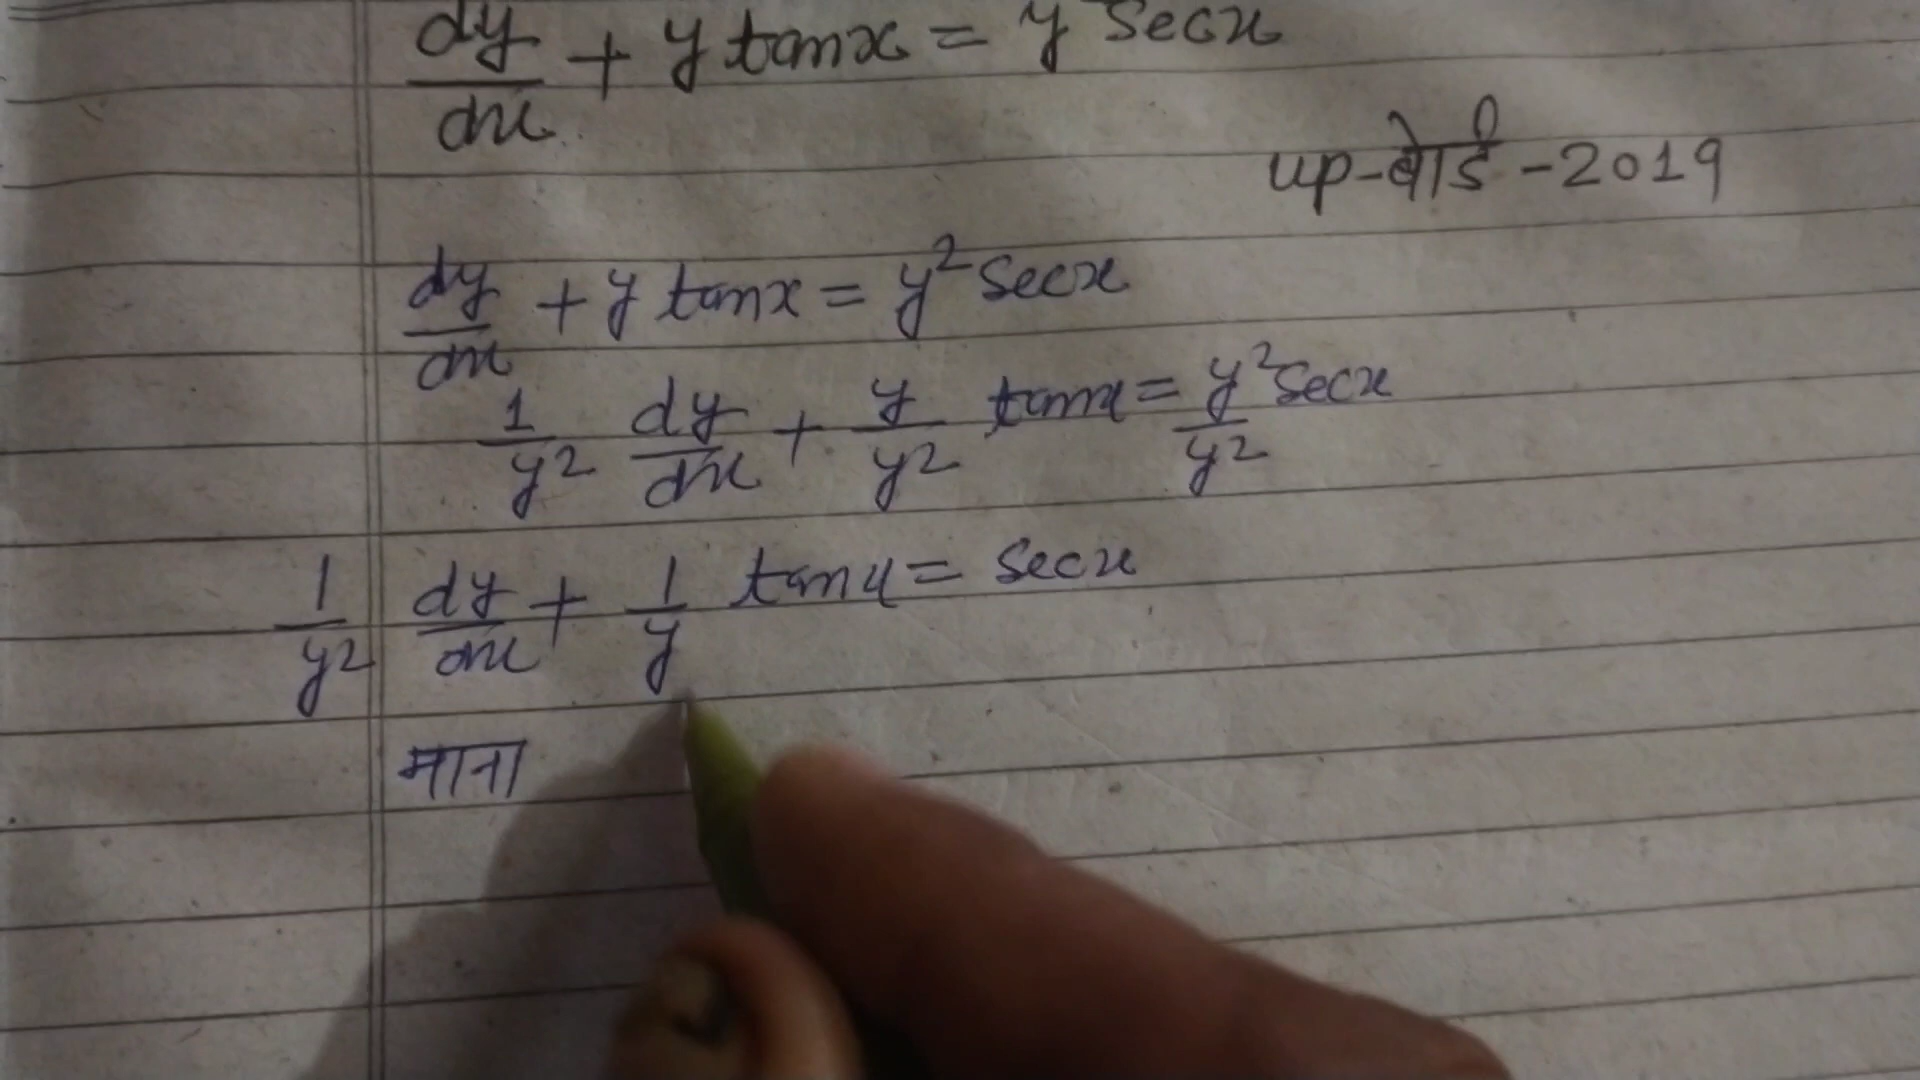 dy/dx + y tanx = y secx
up-बोर्ड -2019
dy/dx + y tanx = y² secx
1/y² dy/dx + y/y² tanx = y² secx/y²
1/y² dy/dx + 1/y tanx = secx
माना